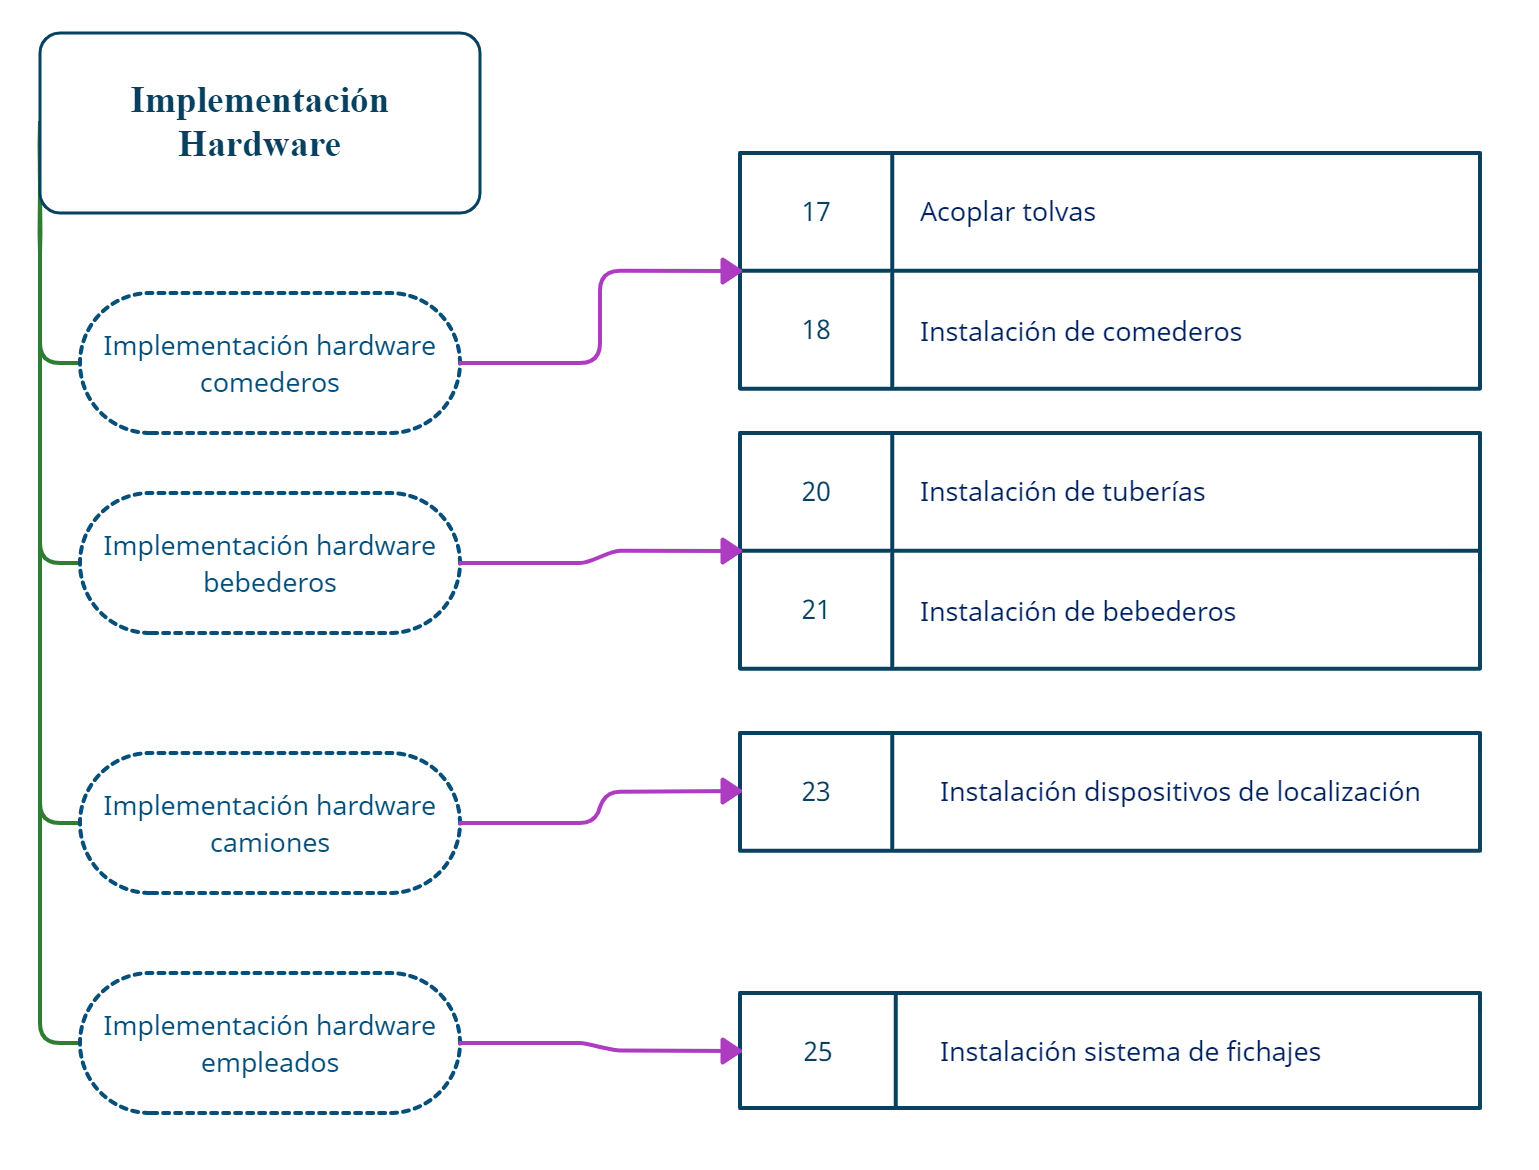 Implementación
Hardware
Implementación hardware
comederos
17
Acoplar tolvas
18
Instalación de comederos
Implementación hardware
bebederos
20
Instalación de tuberías
21
Instalación de bebederos
Implementación hardware
camiones
23
Instalación dispositivos de localización
Implementación hardware
empleados
25
Instalación sistema de fichajes